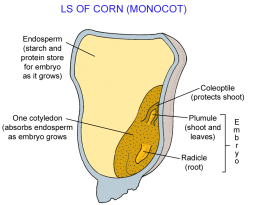 LS OF CORN (MONOCOT)
Endosperm
(starch and
protein store
for embryo
as it grows)
Coleoptile
(protects shoot)
One cotyledon
(absorbs endosperm
as embryo grows)
Plumule
(shoot and
leaves)
Radicle
(root)
Embryo